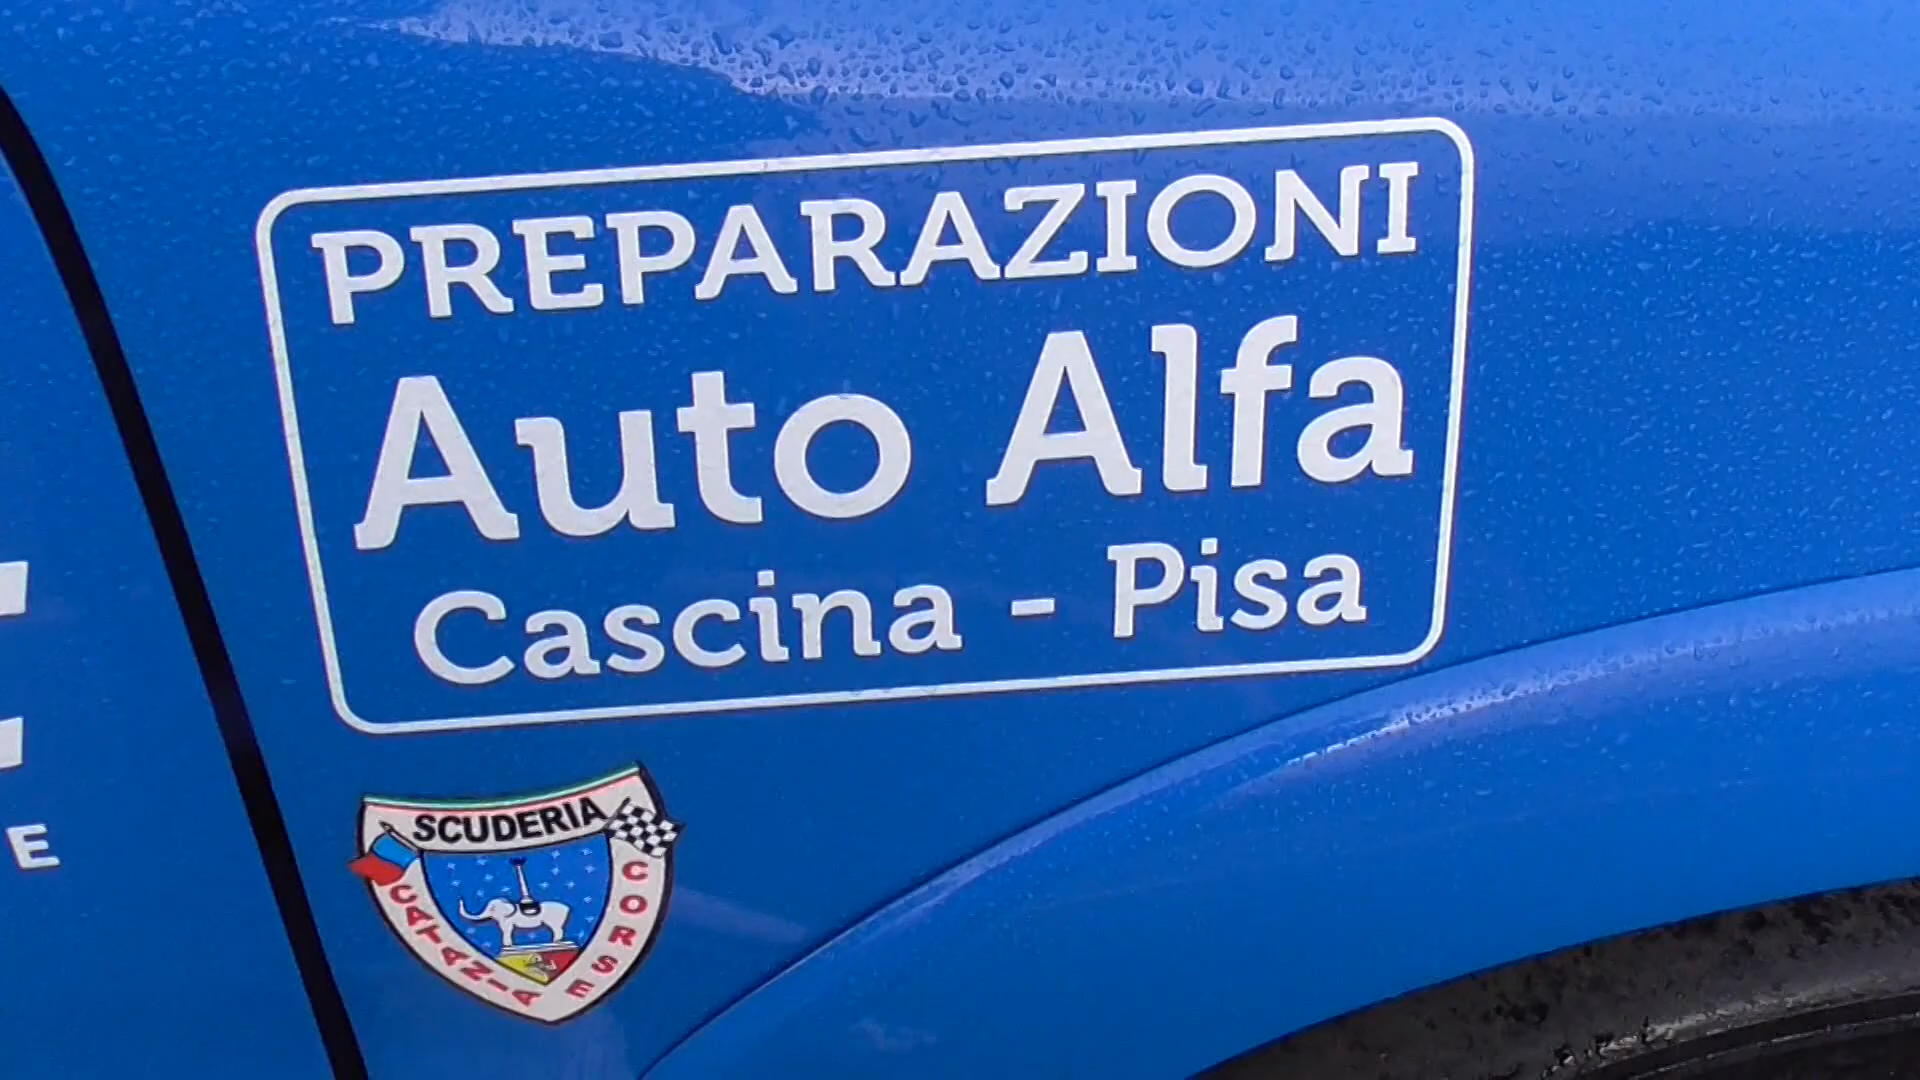 PREPARAZIONI
Auto Alfa
Cascina - Pisa
SCUDERIA
CATANIA
CORSE
E